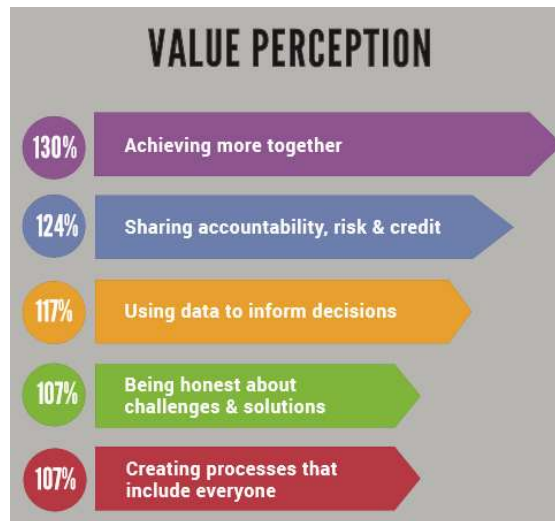 VALUE PERCEPTION
130% Achieving more together
124% Sharing accountability, risk & credit
117% Using data to inform decisions
107% Being honest about
challenges & solutions
107% Creating processes that
include everyone